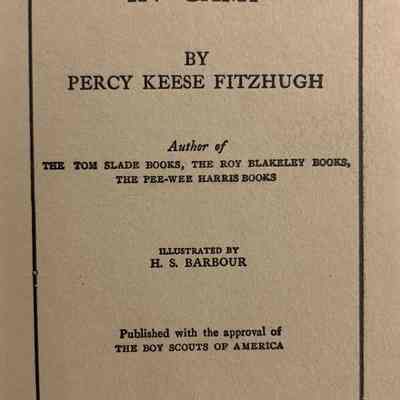 BY
PERCY KEESE FITZHUGH
Author of
THE TOM SLADE BOOKS, THE ROY BLAKELEY BOOKS,
THE PEE-WEE HARRIS BOOKS
ILLUSTRATED BY
H. S. BARBOUR
Published with the approval of
THE BOY SCOUTS OF AMERICA